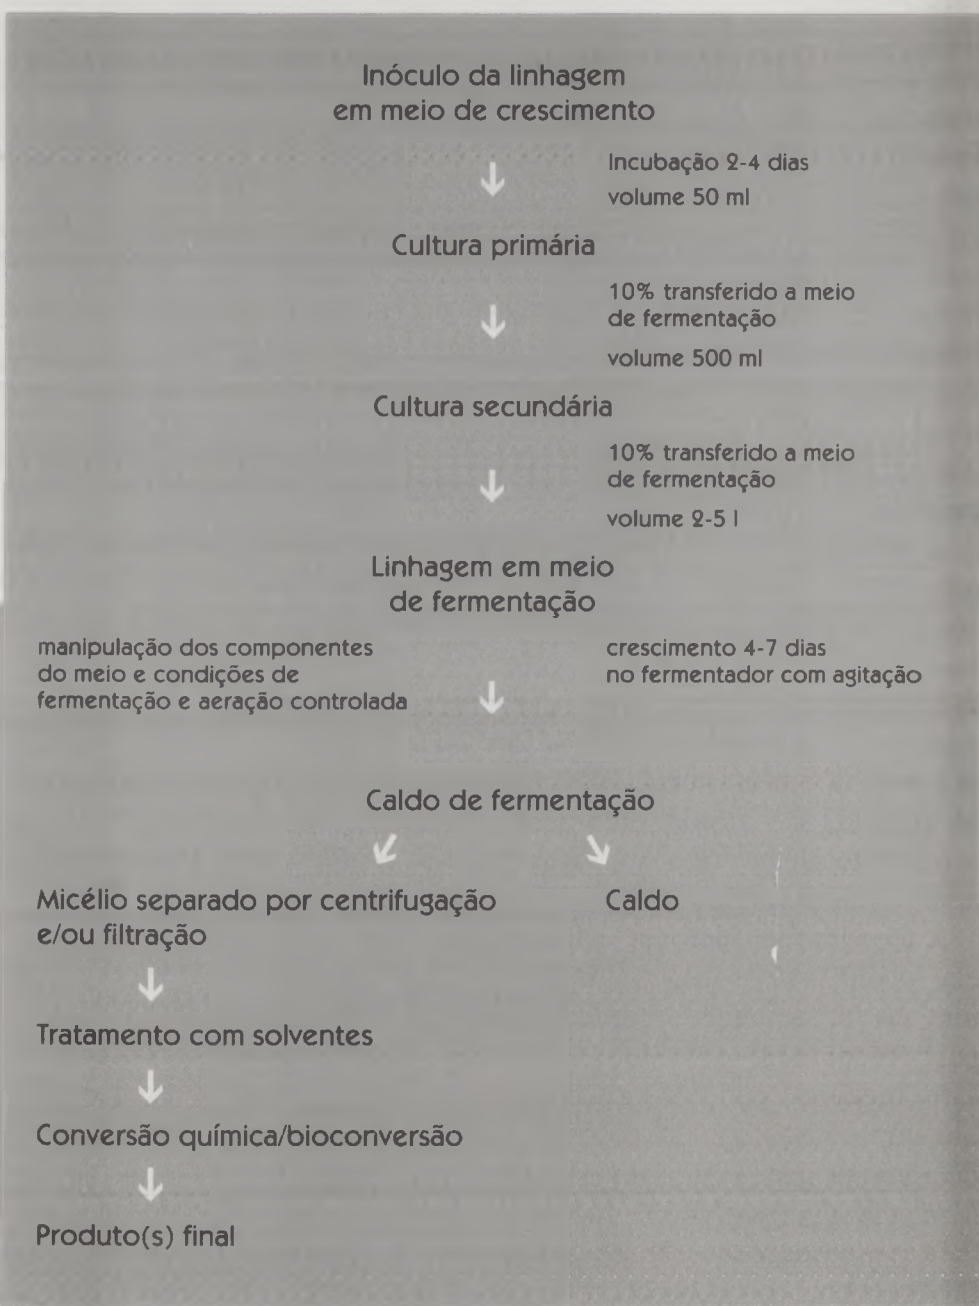 Inóculo da linhagem
em meio de crescimento
Incubação 2-4 dias
volume 50 ml
Cultura primária
10% transferido a meio
de fermentação
volume 500 ml
Cultura secundária
10% transferido a meio
de fermentação
volume 2-5 l
Linhagem em meio
de fermentação
manipulação dos componentes
do meio e condições de
fermentação e aeração controlada
crescimento 4-7 dias
no fermentador com agitação
Caldo de fermentação
Micélio separado por centrifugação
e/ou filtração
Caldo
Tratamento com solventes
Conversão química/bioconversão
Produto(s) final